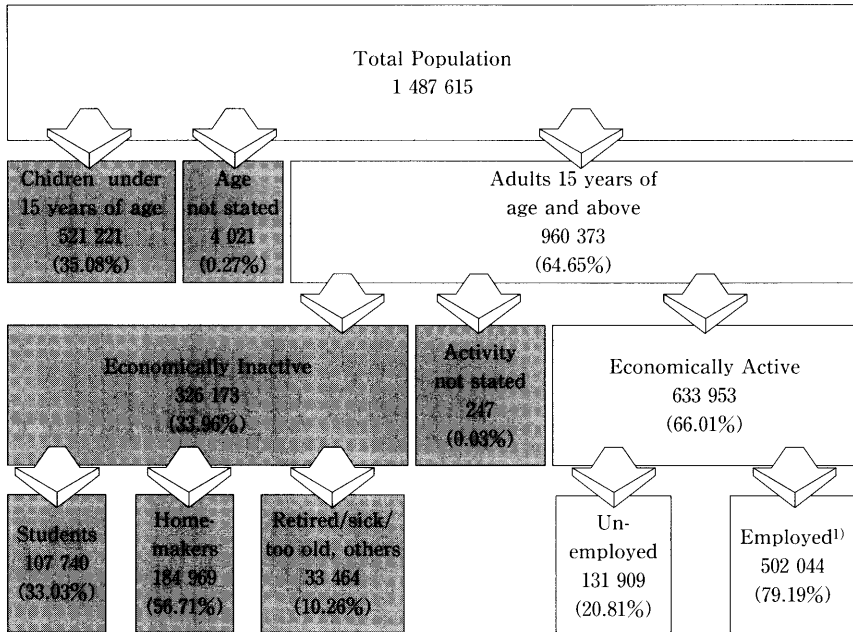 Total Population
1 487 615
Chidren under
15 years of age
521 221
(35.08%)
Age
not stated
4 021
(0.27%)
Adults 15 years of
age and above
960 373
(64.65%)
Economically Inactive
326 173
(33.96%)
Activity
not stated
247
(0.03%)
Economically Active
633 953
(66.01%)
Students
107 740
(33.03%)
Home-
makers
184 969
(56.71%)
Retired/sick/
too old, others
33 464
(10.26%)
Un-
employed
131 909
(20.81%)
Employed¹⁾
502 044
(79.19%)